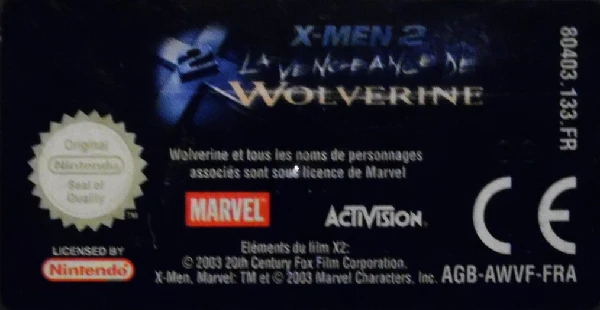 X-MEN 2
2
LA VENGEANCE DE
WOLVERINE
80403.133.FR
Original
Nintendo
Seal of
Quality
TM
Wolverine et tous les noms de personnages
associés sont sous licence de Marvel
MARVEL
ACTIVISION.
LICENSED BY
Nintendo
Eléments du film X2:
© 2003 20th Century Fox Film Corporation.
X-Men, Marvel: TM et © 2003 Marvel Characters, Inc.
CE
AGB-AWVF-FRA